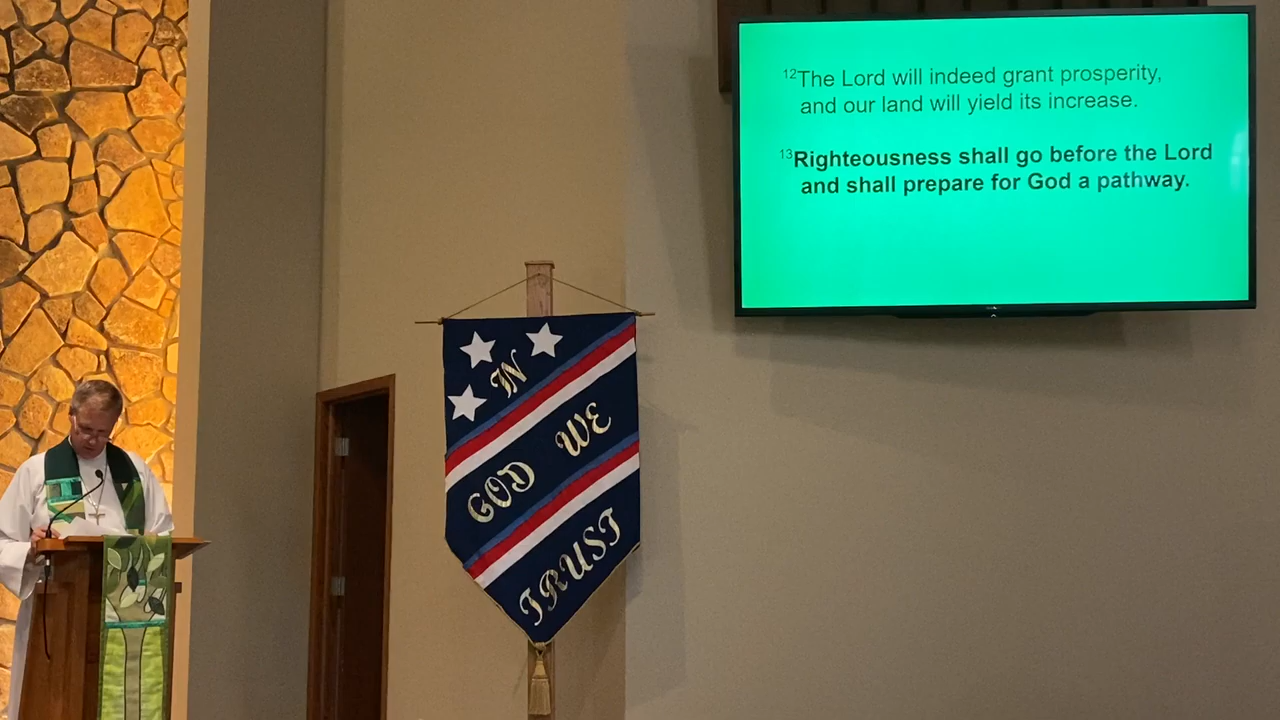 ¹²The Lord will indeed grant prosperity,
and our land will yield its increase.
¹³Righteousness shall go before the Lord
and shall prepare for God a pathway.
IN
GOD WE
TRUST